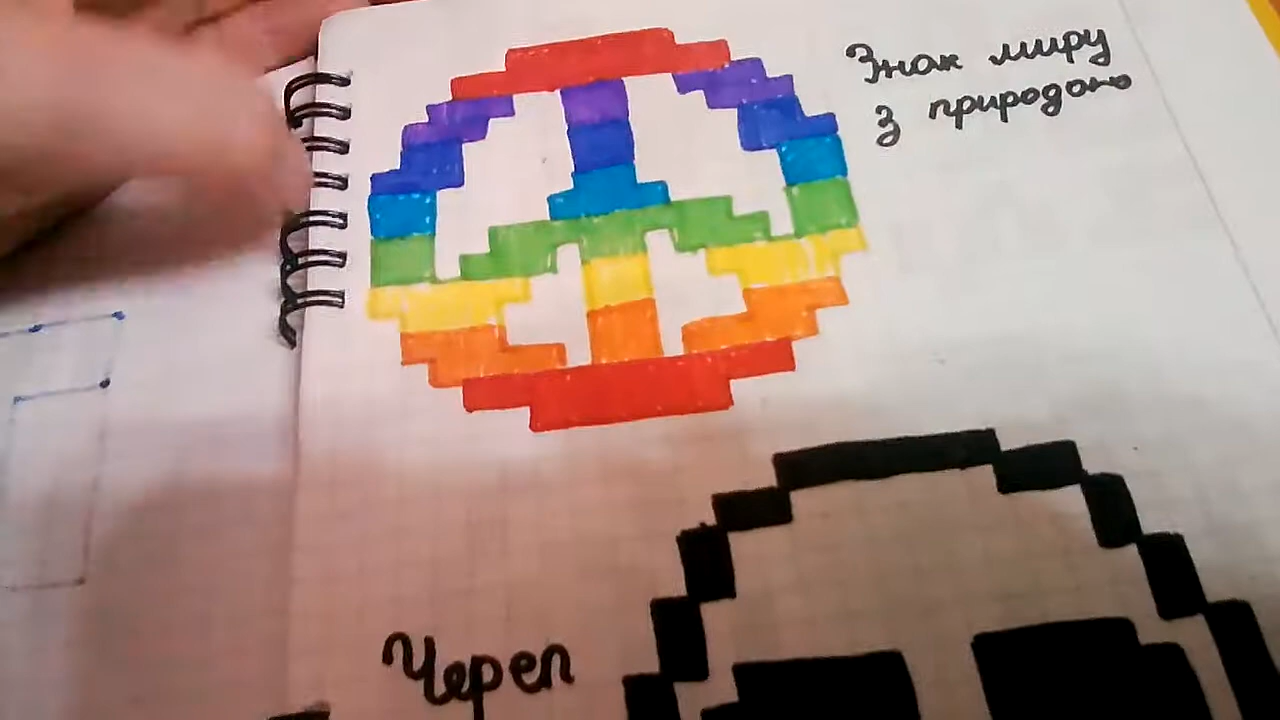 Знак миру
з природою
Череп